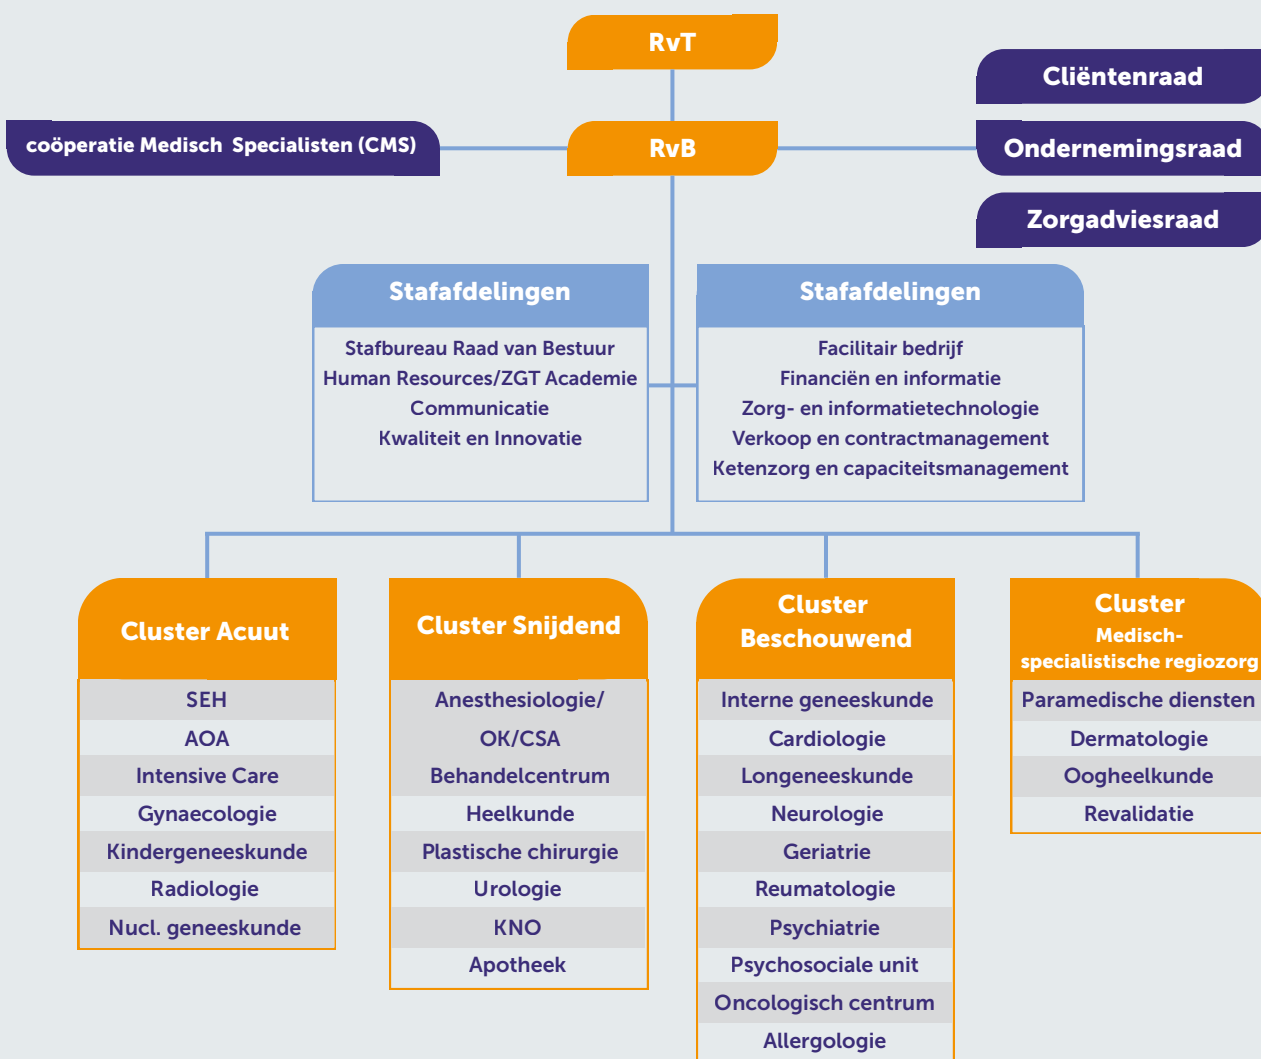 RvT
Cliëntenraad
coöperatie Medisch Specialisten (CMS)
RvB
Ondernemingsraad
Zorgadviesraad
Stafafdelingen
Stafbureau Raad van Bestuur
Human Resources/ZGT Academie
Communicatie
Kwaliteit en Innovatie
Stafafdelingen
Facilitair bedrijf
Financiën en informatie
Zorg- en informatietechnologie
Verkoop en contractmanagement
Ketenzorg en capaciteitsmanagement
Cluster Acuut
SEH
AOA
Intensive Care
Gynaecologie
Kindergeneeskunde
Radiologie
Nucl. geneeskunde
Cluster Snijdend
Anesthesiologie/
OK/CSA
Behandelcentrum
Heelkunde
Plastische chirurgie
Urologie
KNO
Apotheek
Cluster
Beschouwend
Interne geneeskunde
Cardiologie
Longeneeskunde
Neurologie
Geriatrie
Reumatologie
Psychiatrie
Psychosociale unit
Oncologisch centrum
Allergologie
Cluster
Medisch-
specialistische regiozorg
Paramedische diensten
Dermatologie
Oogheelkunde
Revalidatie